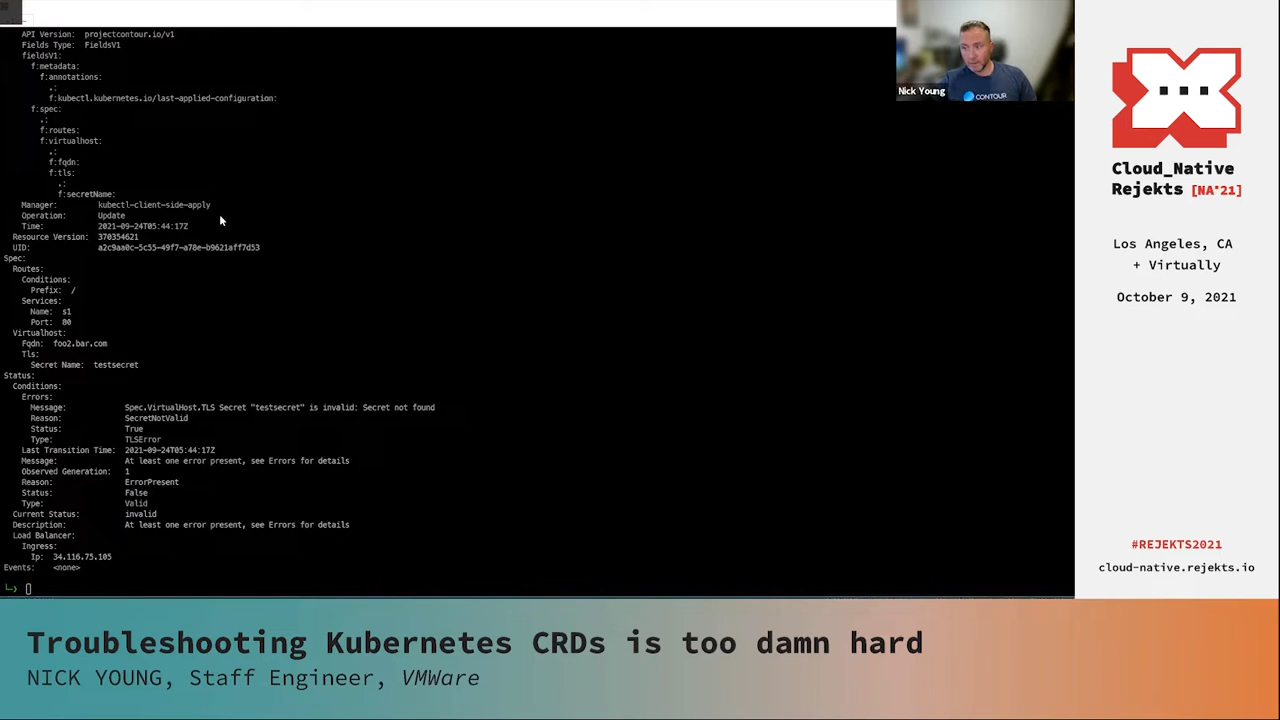 API Version: projectcontour.io/v1
Fields Type: FieldsV1
fieldsV1:
f:metadata:
f:annotations:
.:
f:kubectl.kubernetes.io/last-applied-configuration:
f:spec:
.:
f:routes:
f:virtualhost:
.:
f:fqdn:
f:tls:
.:
f:secretName:
Manager: kubectl-client-side-apply
Operation: Update
Time: 2021-09-24T05:44:17Z
Resource Version: 370354621
UID: a2c9aa0c-5c55-49f7-a78e-b9621aff7d53
Spec:
Routes:
Conditions:
Prefix: /
Services:
Name: s1
Port: 80
Virtualhost:
Fqdn: foo2.bar.com
Tls:
Secret Name: testsecret
Status:
Conditions:
Errors:
Message: Spec.VirtualHost.TLS Secret "testsecret" is invalid: Secret not found
Reason: SecretNotValid
Status: True
Type: TLSError
Last Transition Time: 2021-09-24T05:44:17Z
Message: At least one error present, see Errors for details
Observed Generation: 1
Reason: ErrorPresent
Status: False
Type: Valid
Current Status: invalid
Description: At least one error present, see Errors for details
Load Balancer:
Ingress:
Ip: 34.116.75.105
Events: <none>
Nick Young
CONTOUR
Cloud_Native
Rejekts [NA'21]
Los Angeles, CA
+ Virtually
October 9, 2021
#REJEKTS2021
cloud-native.rejekts.io
Troubleshooting Kubernetes CRDs is too damn hard
NICK YOUNG, Staff Engineer, VMWare